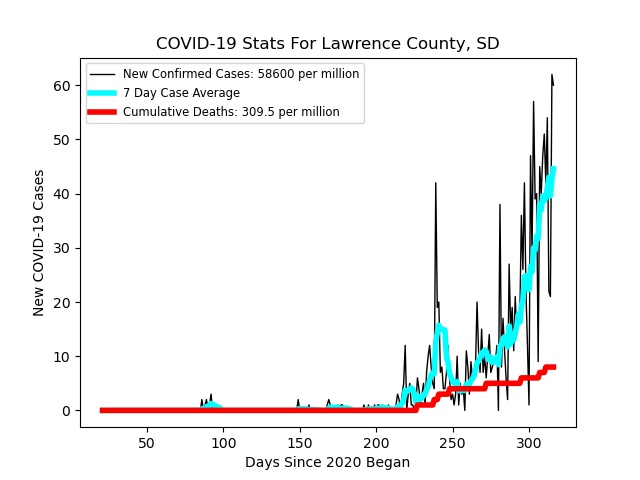 COVID-19 Stats For Lawrence County, SD
New Confirmed Cases: 58600 per million
7 Day Case Average
Cumulative Deaths: 309.5 per million
New COVID-19 Cases
60
50
40
30
20
10
0
50 100 150 200 250 300
Days Since 2020 Began